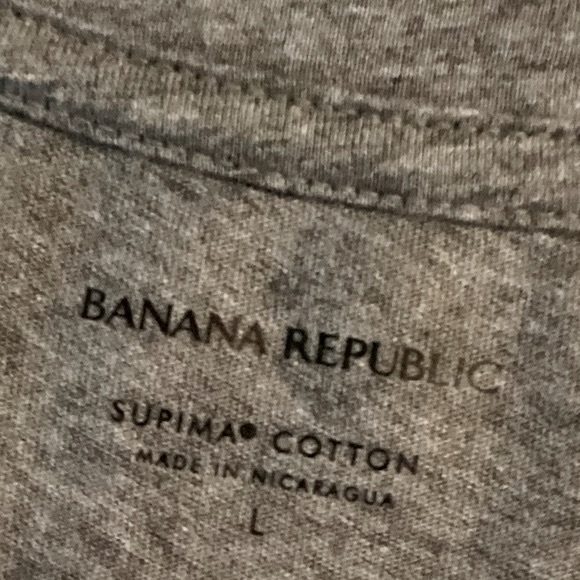 BANANA REPUBLIC
SUPIMA® COTTON
MADE IN NICARAGUA
L